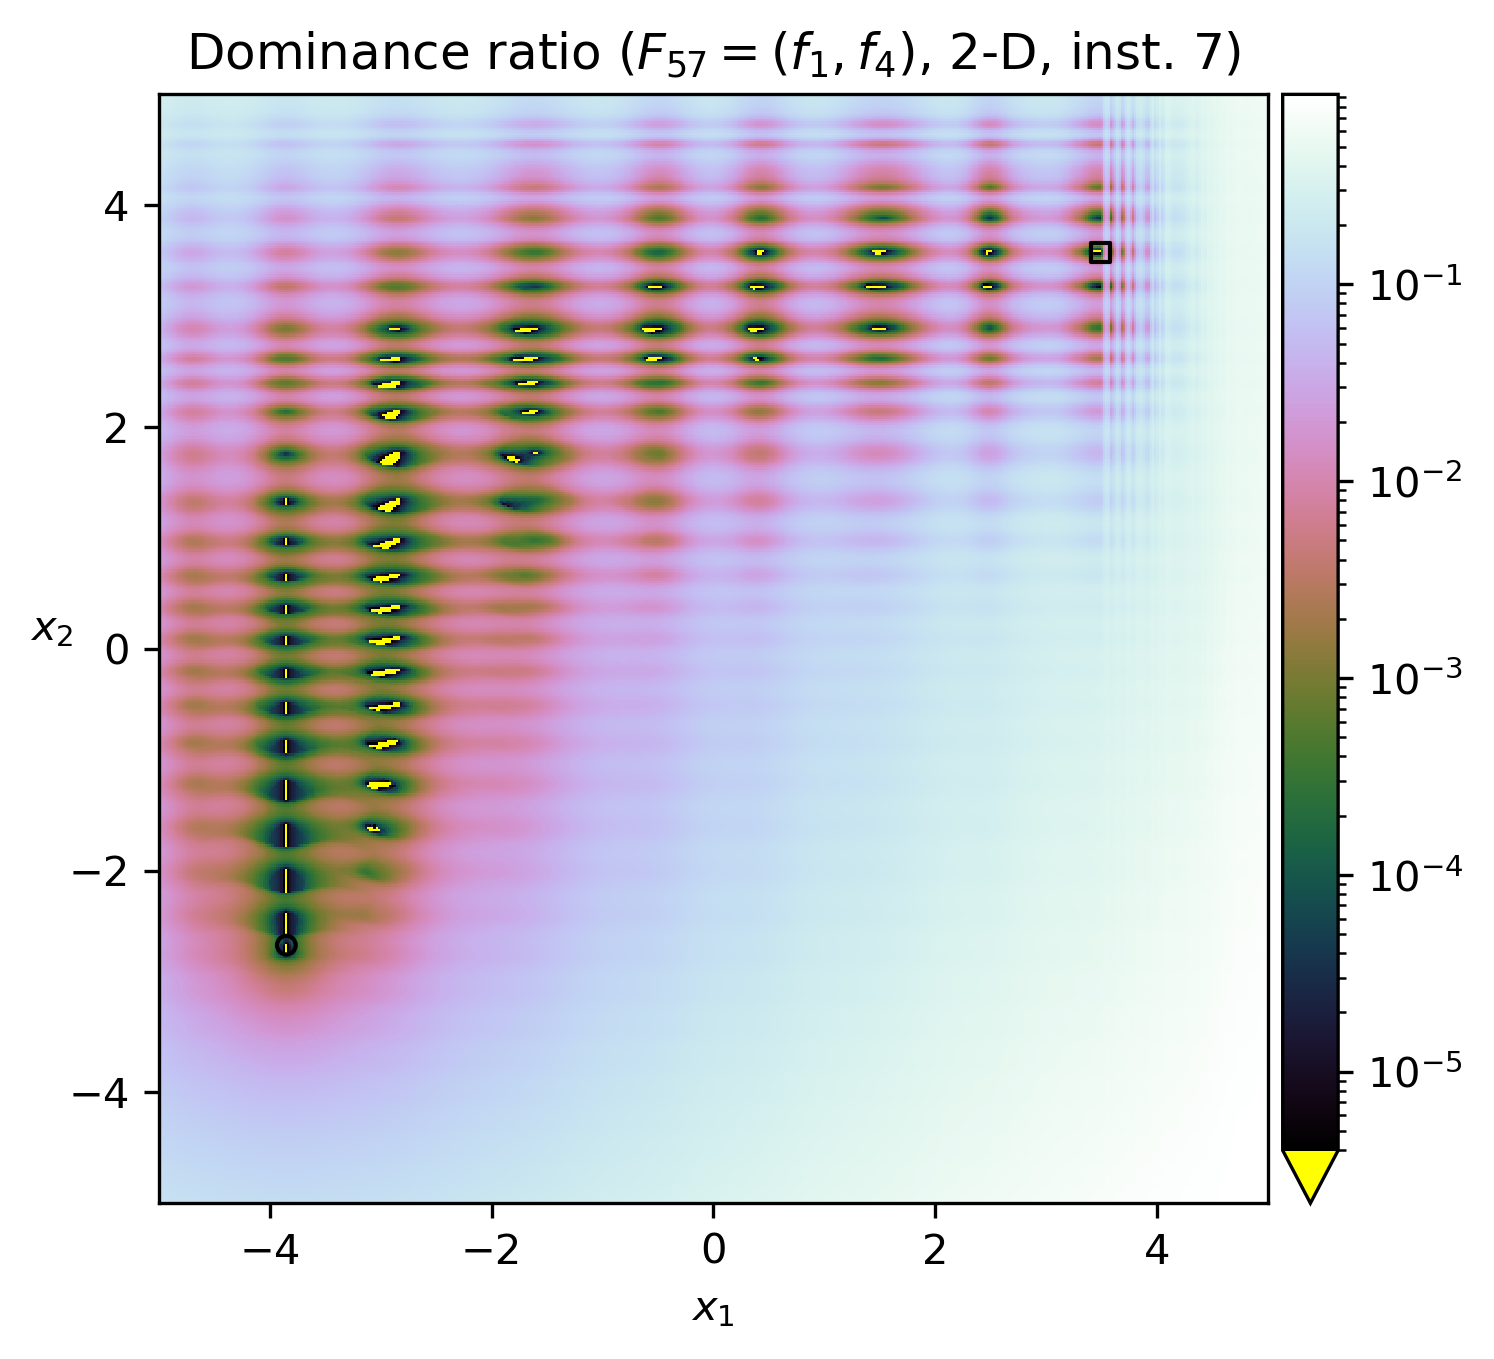 Dominance ratio (F₅₇ = (f₁, f₄), 2-D, inst. 7)
4
2
0
−2
−4
x₂
−4 −2 0 2 4
x₁
10⁻¹
10⁻²
10⁻³
10⁻⁴
10⁻⁵